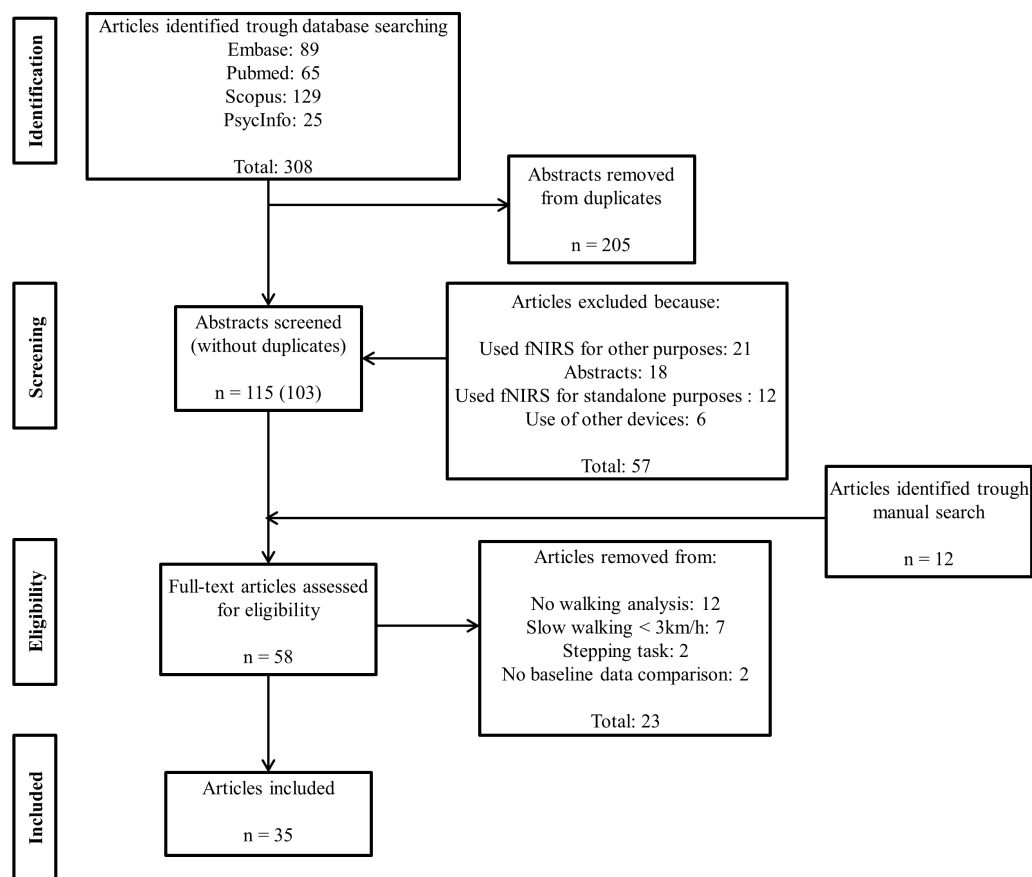 Identification
Articles identified trough database searching
Embase: 89
Pubmed: 65
Scopus: 129
PsycInfo: 25
Total: 308
Abstracts removed
from duplicates
n = 205
Screening
Abstracts screened
(without duplicates)
n = 115 (103)
Articles excluded because:
Used fNIRS for other purposes: 21
Abstracts: 18
Used fNIRS for standalone purposes : 12
Use of other devices: 6
Total: 57
Articles identified trough
manual search
n = 12
Eligibility
Full-text articles assessed
for eligibility
n = 58
Articles removed from:
No walking analysis: 12
Slow walking < 3km/h: 7
Stepping task: 2
No baseline data comparison: 2
Total: 23
Included
Articles included
n = 35